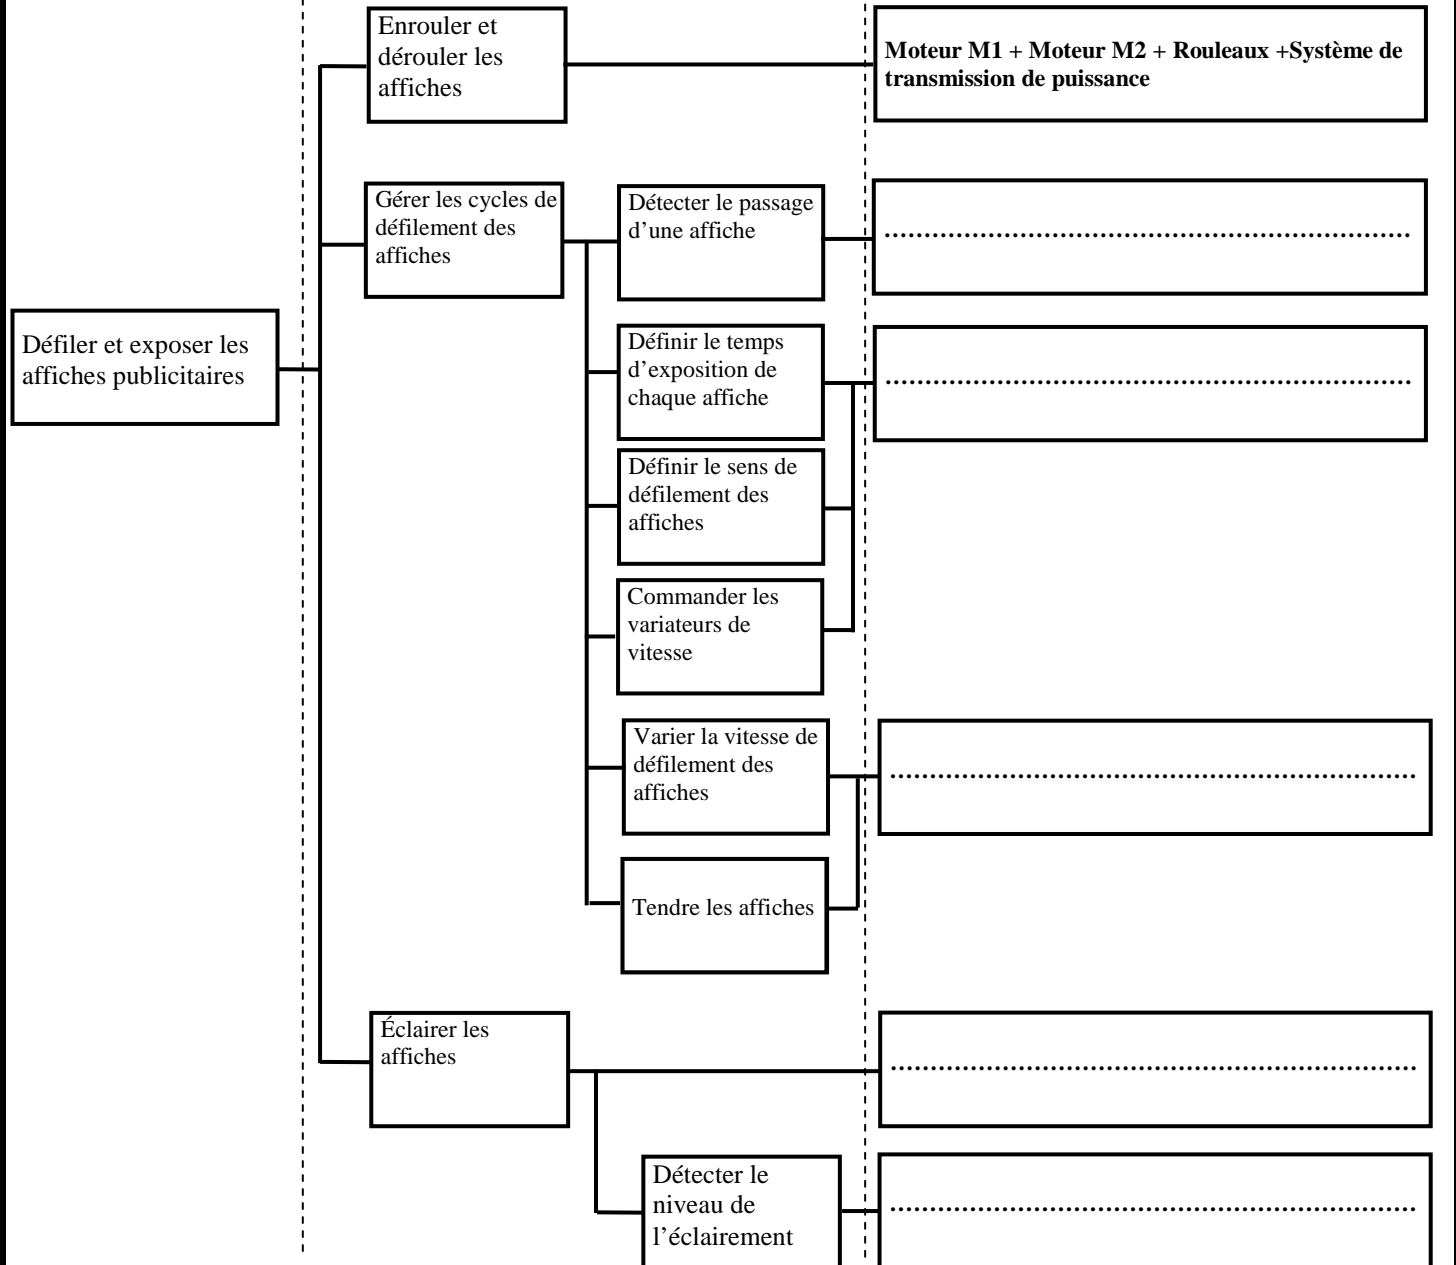 Enrouler et
dérouler les
affiches
Moteur M1 + Moteur M2 + Rouleaux +Système de
transmission de puissance
Gérer les cycles de
défilement des
affiches
Détecter le passage
d’une affiche
..................................................................
Défiler et exposer les
affiches publicitaires
Définir le temps
d’exposition de
chaque affiche
..................................................................
Définir le sens de
défilement des
affiches
Commander les
variateurs de
vitesse
Varier la vitesse de
défilement des
affiches
..................................................................
Tendre les affiches
Éclairer les
affiches
..................................................................
Détecter le
niveau de
l’éclairement
..................................................................